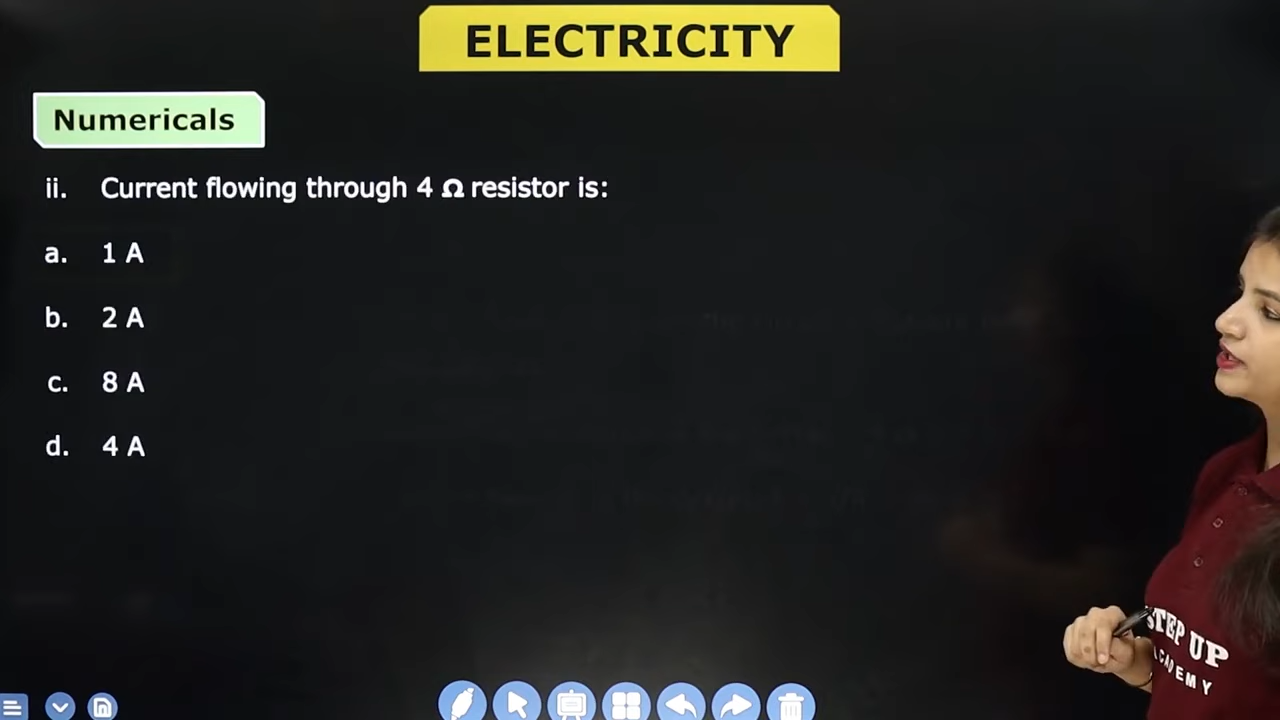 ELECTRICITY
Numericals
ii. Current flowing through 4 Ω resistor is:
a. 1 A
b. 2 A
c. 8 A
d. 4 A
STEP UP
ACADEMY